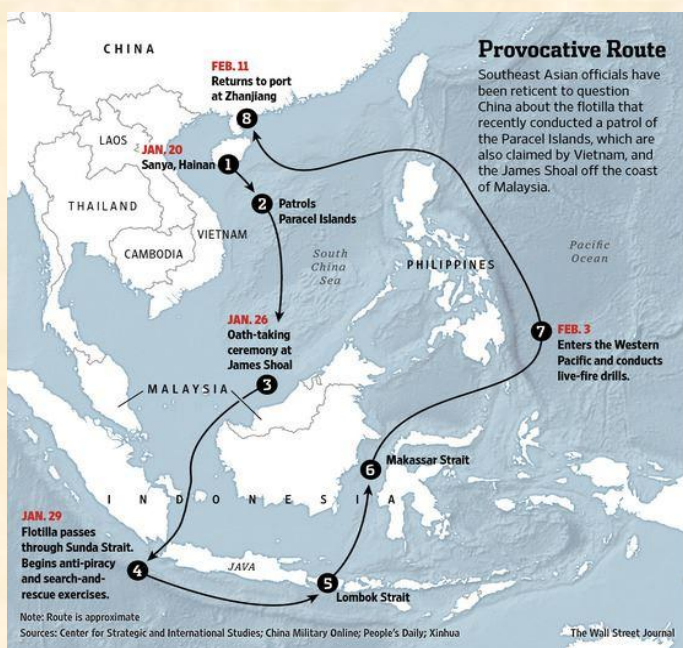 Provocative Route
Southeast Asian officials have
been reticent to question
China about the flotilla that
recently conducted a patrol of
the Paracel Islands, which are
also claimed by Vietnam, and
the James Shoal off the coast
of Malaysia.
CHINA
FEB. 11
Returns to port
at Zhanjiang
8
LAOS
JAN. 20
Sanya, Hainan
1
2
Patrols
Paracel Islands
THAILAND
VIETNAM
CAMBODIA
South
China
Sea
PHILIPPINES
Pacific
Ocean
JAN. 26
Oath-taking
ceremony at
James Shoal
3
7
FEB. 3
Enters the Western
Pacific and conducts
live-fire drills.
MALAYSIA
6
Makassar Strait
INDONESIA
JAN. 29
Flotilla passes
through Sunda Strait.
Begins anti-piracy
and search-and-
rescue exercises.
4
JAVA
5
Lombok Strait
Note: Route is approximate
Sources: Center for Strategic and International Studies; China Military Online; People's Daily; Xinhua
The Wall Street Journal